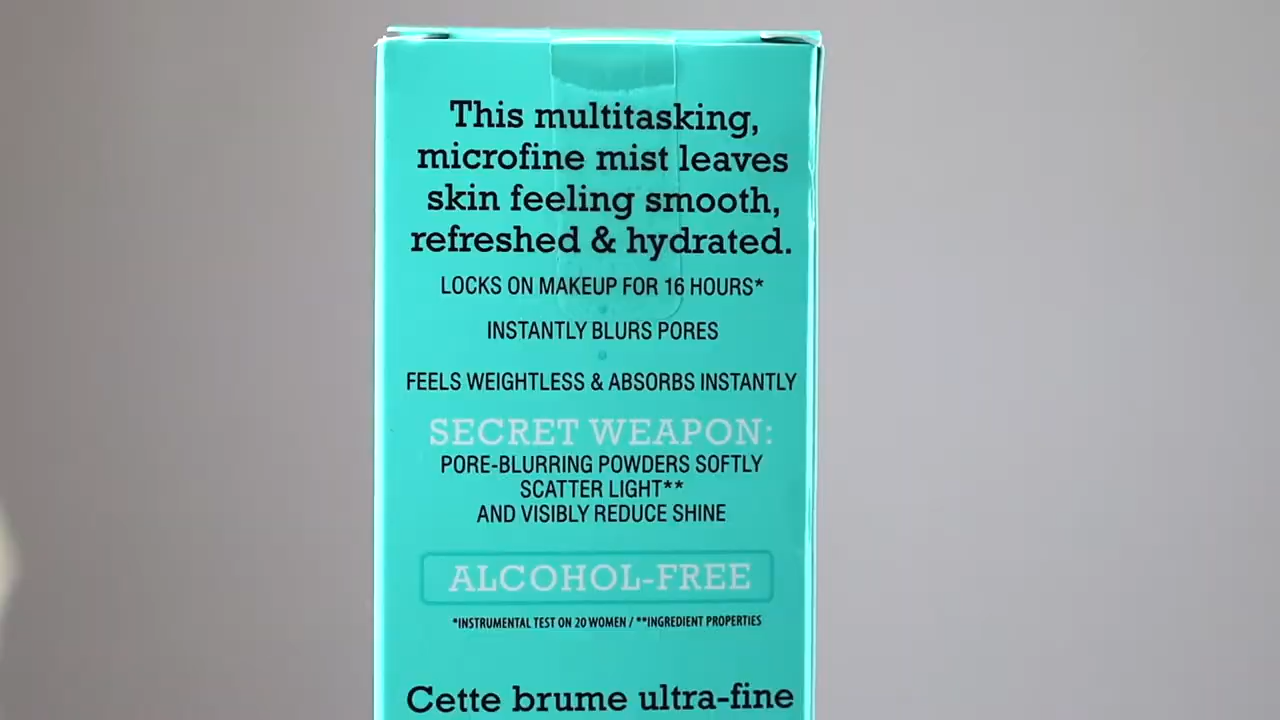 This multitasking,
microfine mist leaves
skin feeling smooth,
refreshed & hydrated.
LOCKS ON MAKEUP FOR 16 HOURS*
INSTANTLY BLURS PORES
FEELS WEIGHTLESS & ABSORBS INSTANTLY
SECRET WEAPON:
PORE-BLURRING POWDERS SOFTLY
SCATTER LIGHT**
AND VISIBLY REDUCE SHINE
ALCOHOL-FREE
*INSTRUMENTAL TEST ON 20 WOMEN / **INGREDIENT PROPERTIES
Cette brume ultra-fine